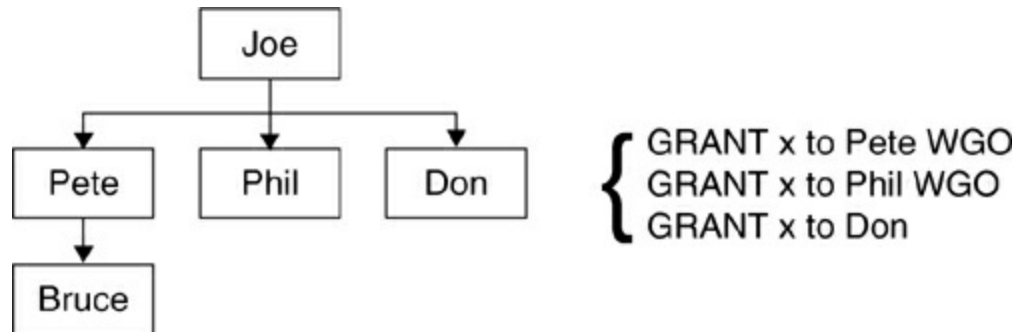 Joe
Pete
Phil
Don
Bruce
GRANT x to Pete WGO
GRANT x to Phil WGO
GRANT x to Don